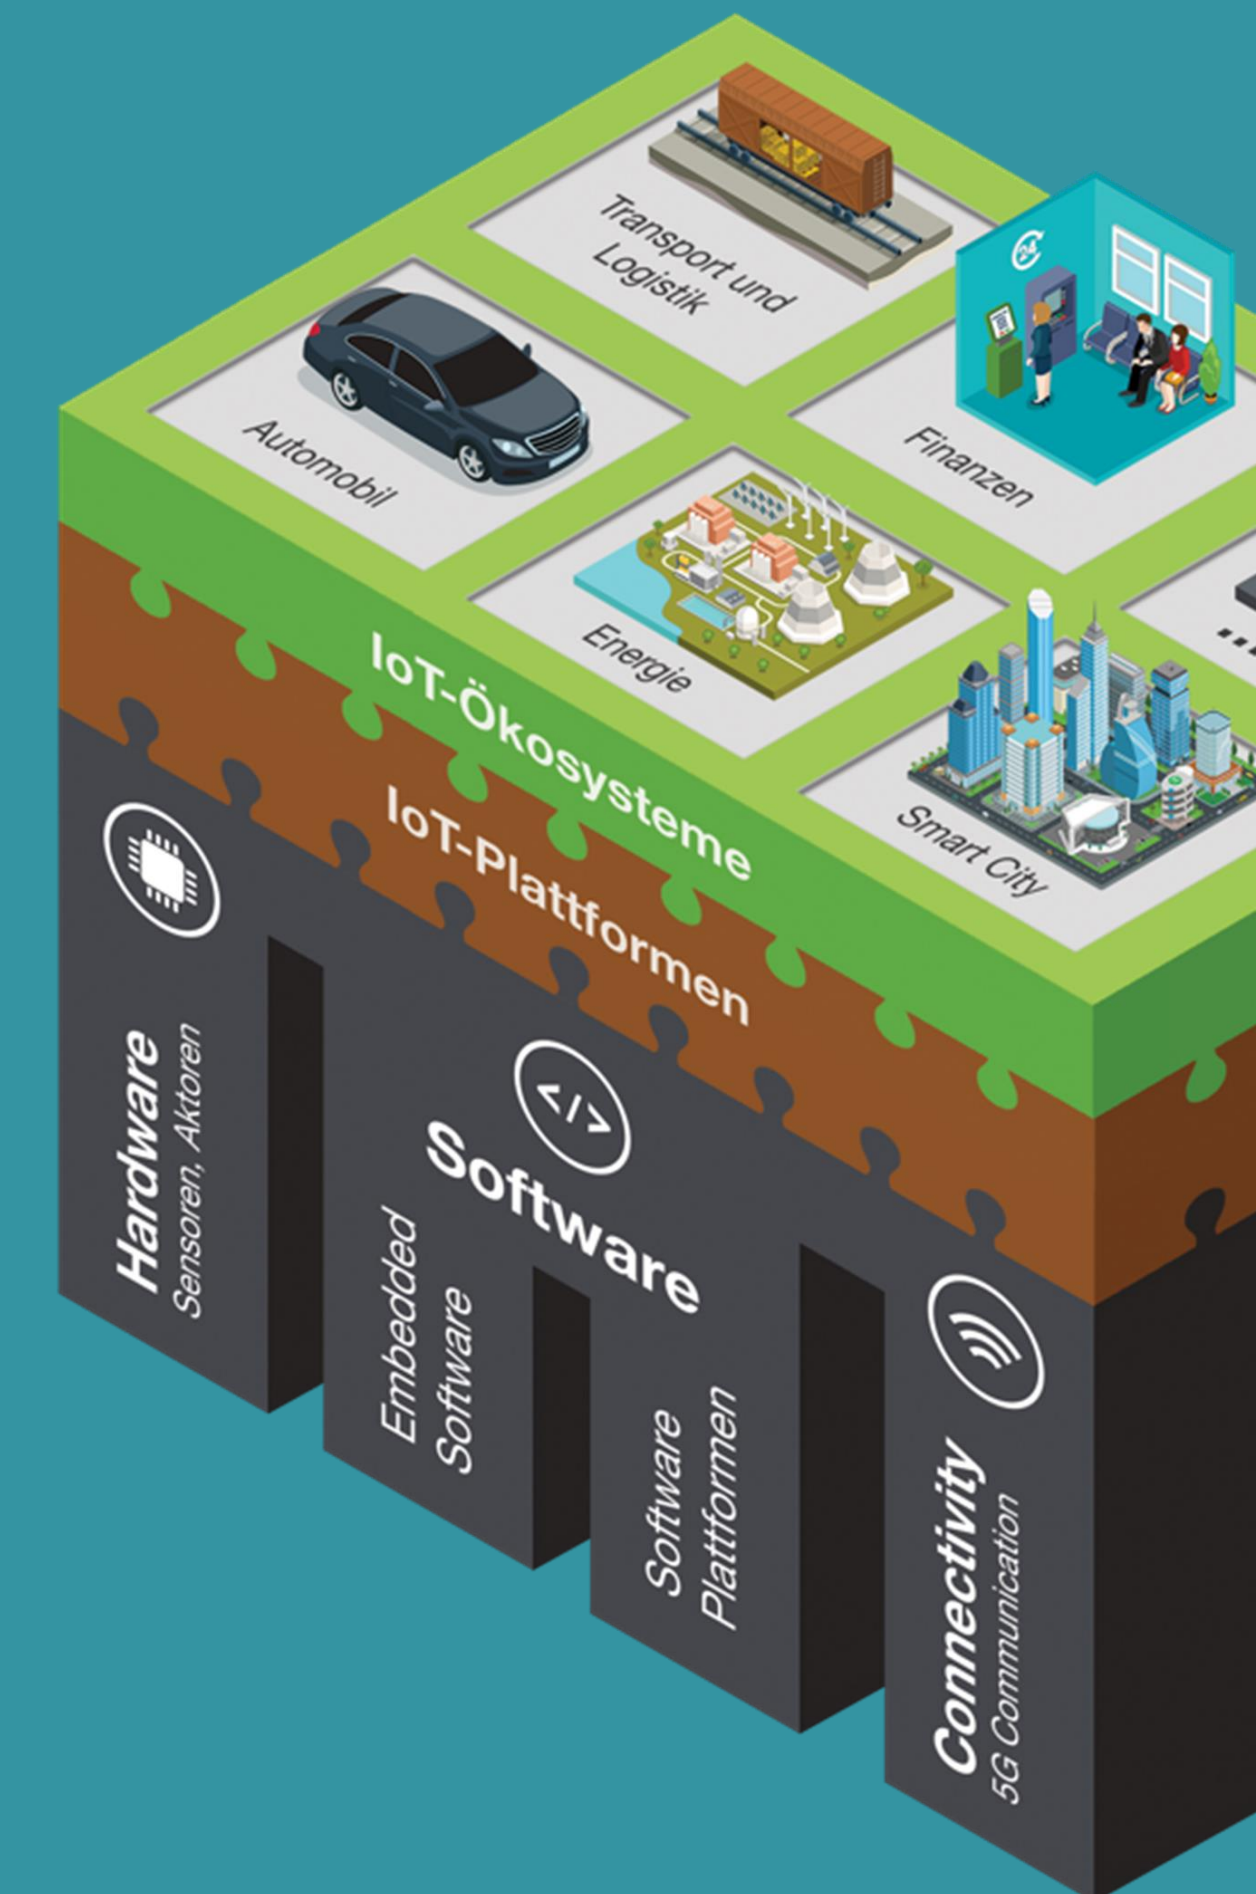 Transport und
Logistik
24
Automobil
Finanzen
Energie
Smart City
IoT-Ökosysteme
IoT-Plattformen
Hardware
Sensoren, Aktoren
</>
Software
Embedded
Software
Software
Plattformen
Connectivity
5G Communication